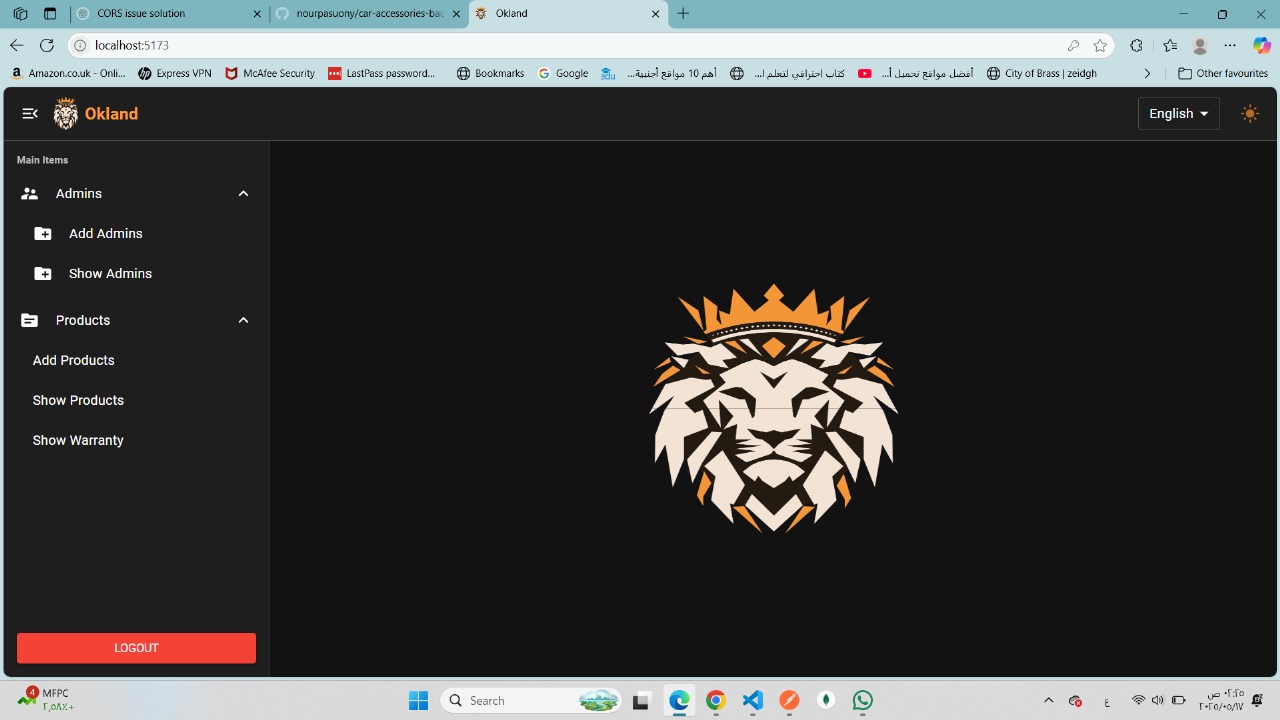 CORS issue solution
nourpasuony/car-accessories-bac
Okland
localhost:5173
Amazon.co.uk - Onli...
Express VPN
McAfee Security
LastPass password...
Bookmarks
Google
edu
أهم 10 مواقع أجنبية...
كتاب احترافي لتعلم ا...
أفضل مواقع تحميل أ...
City of Brass | zeidgh
Other favourites
Okland
English
Main Items
Admins
Add Admins
Show Admins
Products
Add Products
Show Products
Show Warranty
LOGOUT
4
MFPC
Search